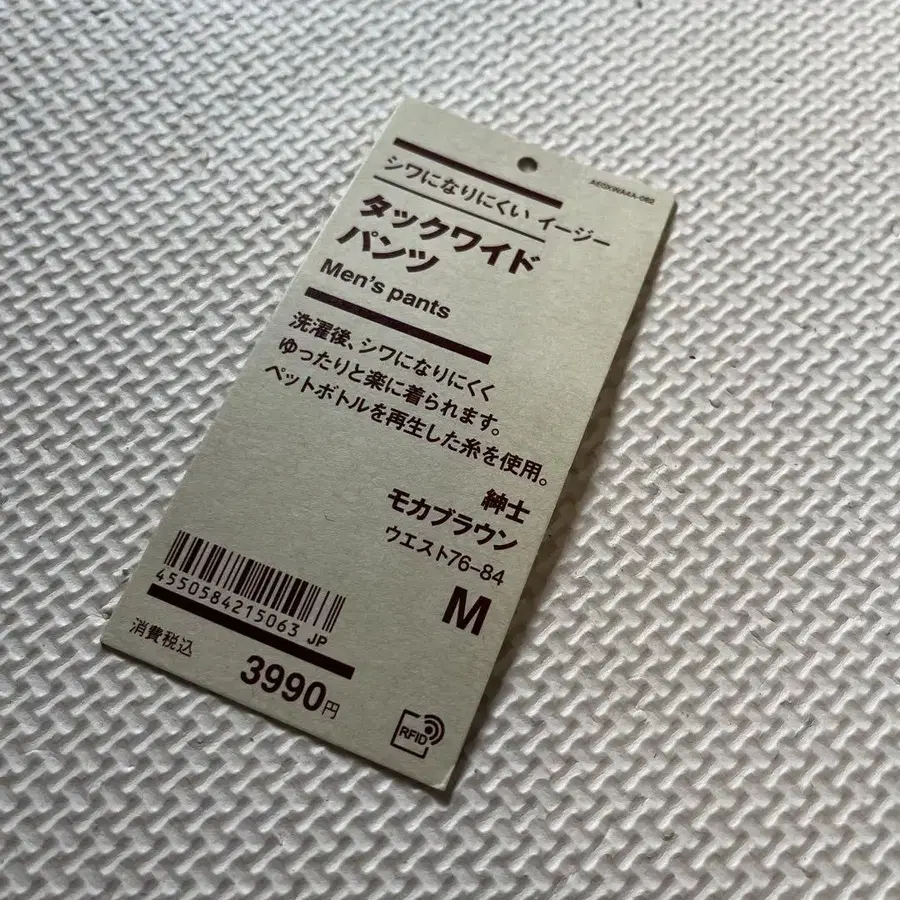 シワになりにくい イージー
タックワイド
パンツ
Men's pants
洗濯後、シワになりにくく
ゆったりと楽に着られます。
ペットボトルを再生した糸を使用。
紳士
モカブラウン
ウエスト76-84
M
4550584215063 JP
消費税込
3990円
RFID